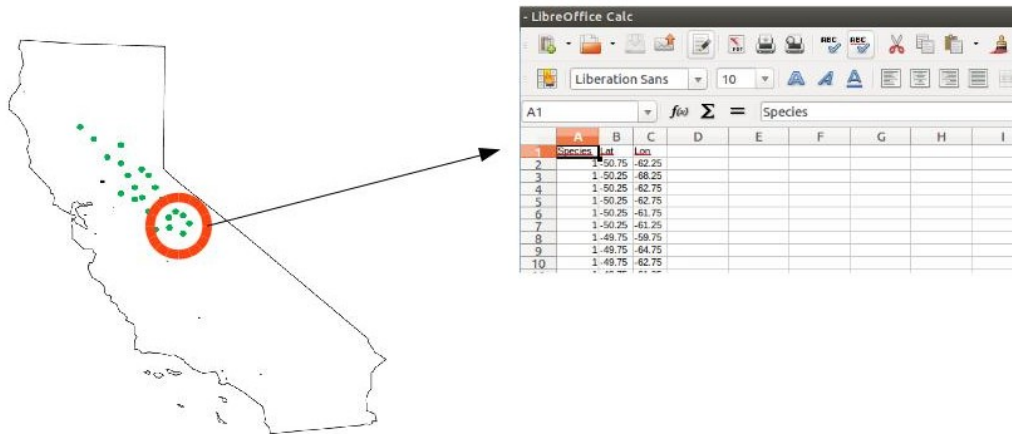 - LibreOffice Calc
PDF ABC ABC
Liberation Sans 10 A A A
A1 f(x) Σ = Species
A B C D E F G H I
1 Species Lat Lon
2 1 -50.75 -62.25
3 1 -50.25 -68.25
4 1 -50.25 -62.75
5 1 -50.25 -62.75
6 1 -50.25 -61.75
7 1 -50.25 -61.25
8 1 -49.75 -59.75
9 1 -49.75 -64.75
10 1 -49.75 -62.75